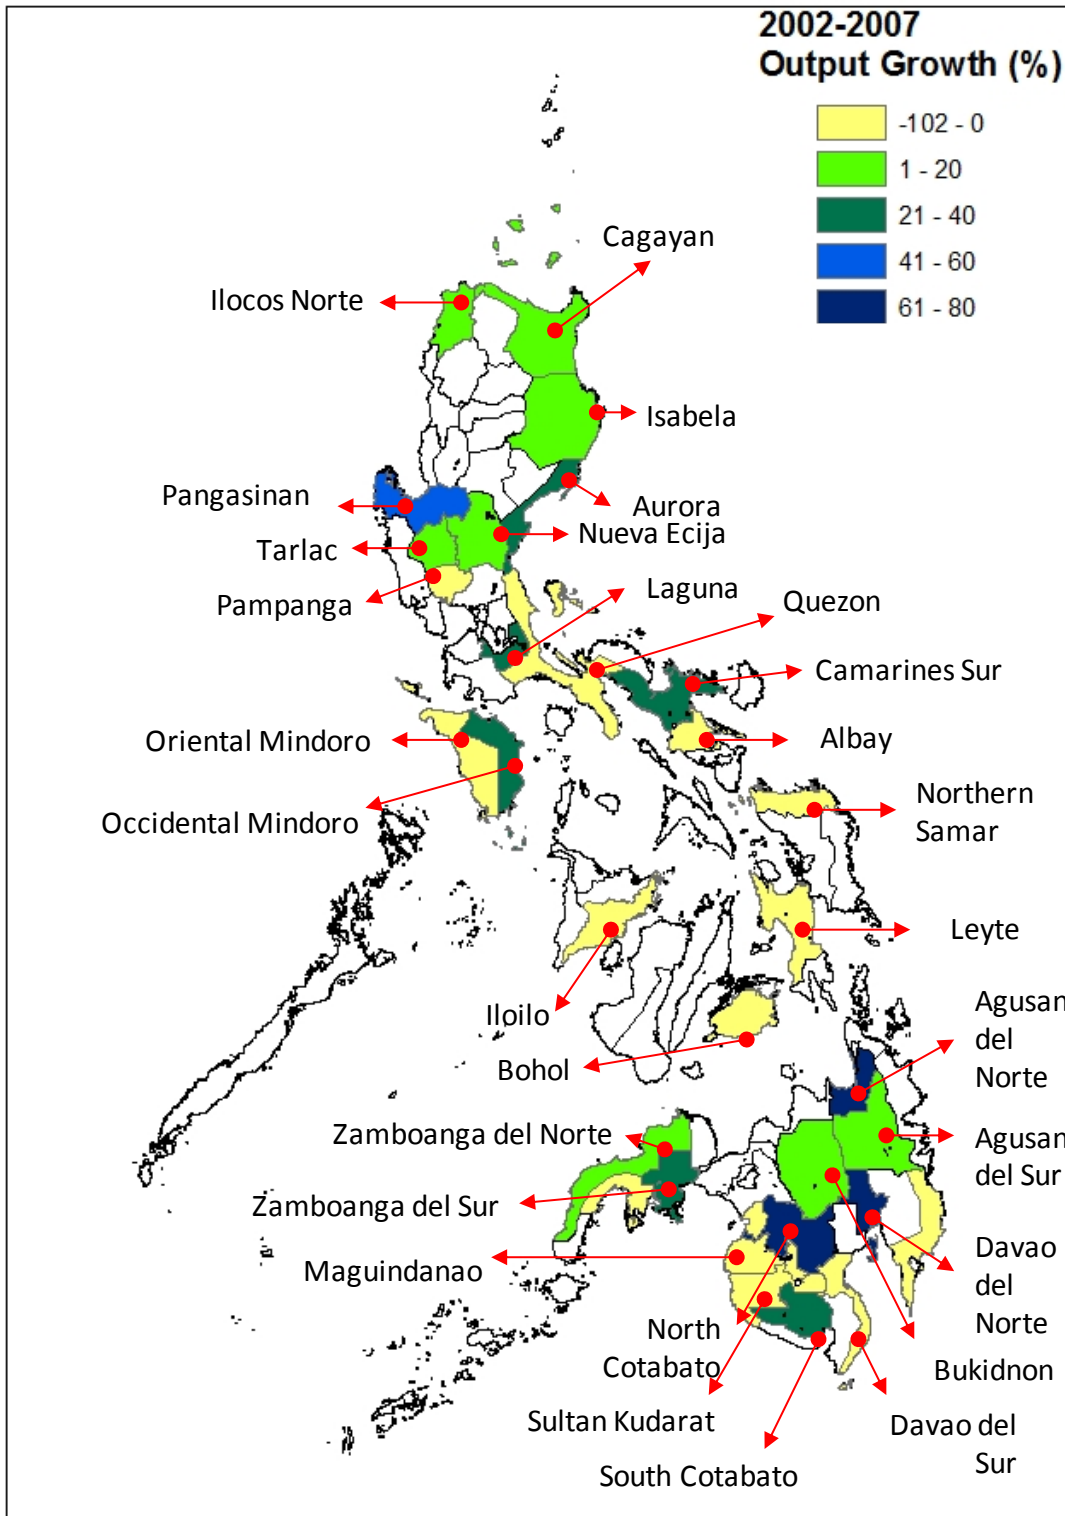 2002-2007
Output Growth (%)
-102 - 0
1 - 20
21 - 40
41 - 60
61 - 80
Cagayan
Ilocos Norte
Isabela
Pangasinan
Aurora
Nueva Ecija
Tarlac
Laguna
Quezon
Pampanga
Camarines Sur
Oriental Mindoro
Albay
Northern
Samar
Occidental Mindoro
Leyte
Iloilo
Agusan
del
Norte
Bohol
Zamboanga del Norte
Agusan
del Sur
Zamboanga del Sur
Davao
del
Norte
Maguindanao
North
Cotabato
Bukidnon
Sultan Kudarat
Davao del
Sur
South Cotabato